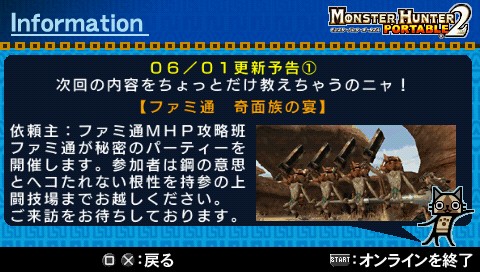 Information
MONSTER HUNTER
PORTABLE 2
06/01更新予告①
次回の内容をちょっとだけ教えちゃうのニャ！
【ファミ通　奇面族の宴】
依頼主：ファミ通MHP攻略班
ファミ通が秘密のパーティーを
開催します。参加者は鋼の意思
とヘコたれない根性を持参の上
闘技場までお越しください。
ご来訪をお待ちしております。
□×:戻る
START:オンラインを終了